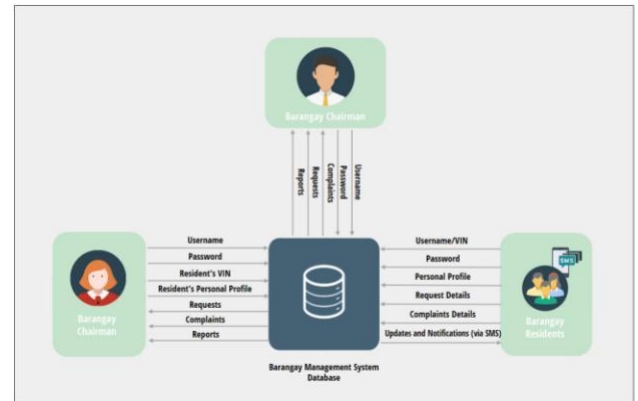 Barangay Chairman
Reports
Requests
Complaints
Password
Username
Username
Password
Resident's VIN
Resident's Personal Profile
Requests
Complaints
Reports
Barangay
Chairman
Username/VIN
Password
Personal Profile
Request Details
Complaints Details
Updates and Notifications (via SMS)
SMS
Barangay
Residents
Barangay Management System
Database